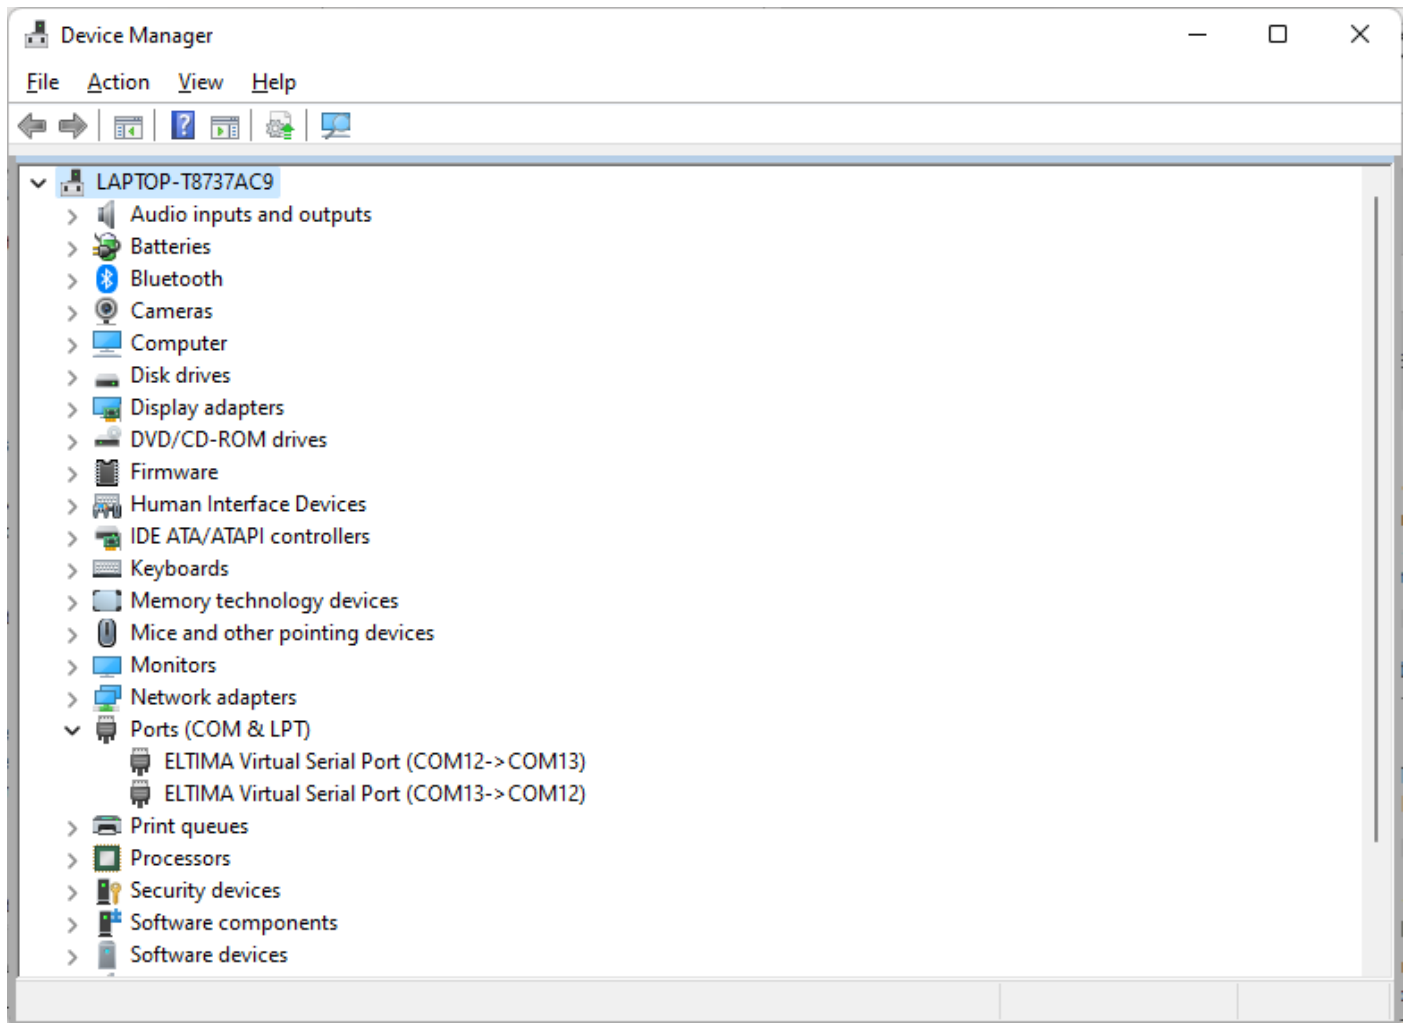 Device Manager
File Action View Help
LAPTOP-T8737AC9
Audio inputs and outputs
Batteries
Bluetooth
Cameras
Computer
Disk drives
Display adapters
DVD/CD-ROM drives
Firmware
Human Interface Devices
IDE ATA/ATAPI controllers
Keyboards
Memory technology devices
Mice and other pointing devices
Monitors
Network adapters
Ports (COM & LPT)
ELTIMA Virtual Serial Port (COM12->COM13)
ELTIMA Virtual Serial Port (COM13->COM12)
Print queues
Processors
Security devices
Software components
Software devices